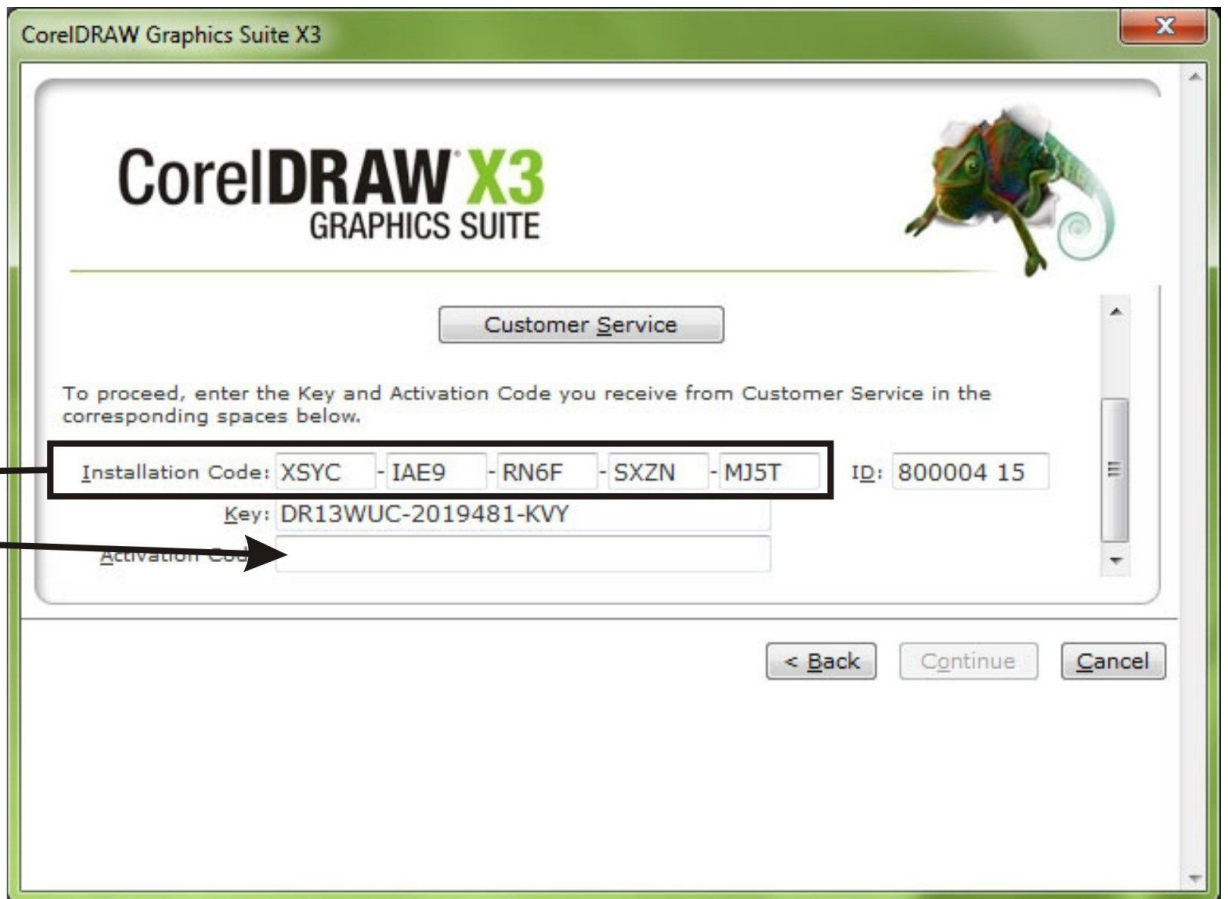 CorelDRAW Graphics Suite X3
CorelDRAW X3
GRAPHICS SUITE
Customer Service
To proceed, enter the Key and Activation Code you receive from Customer Service in the
corresponding spaces below.
Installation Code: XSYC - IAE9 - RN6F - SXZN - MJ5T ID: 800004 15
Key: DR13WUC-2019481-KVY
Activation Cod
< Back Continue Cancel